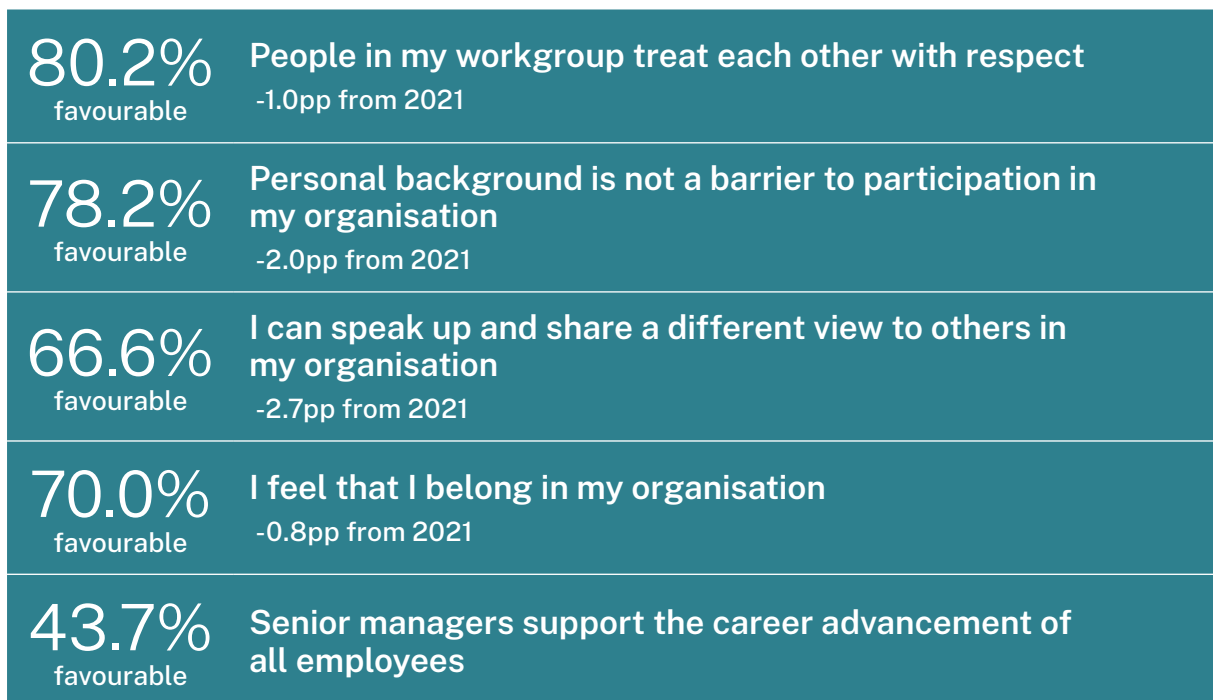 80.2%
favourable
People in my workgroup treat each other with respect
-1.0pp from 2021
78.2%
favourable
Personal background is not a barrier to participation in
my organisation
-2.0pp from 2021
66.6%
favourable
I can speak up and share a different view to others in
my organisation
-2.7pp from 2021
70.0%
favourable
I feel that I belong in my organisation
-0.8pp from 2021
43.7%
favourable
Senior managers support the career advancement of
all employees